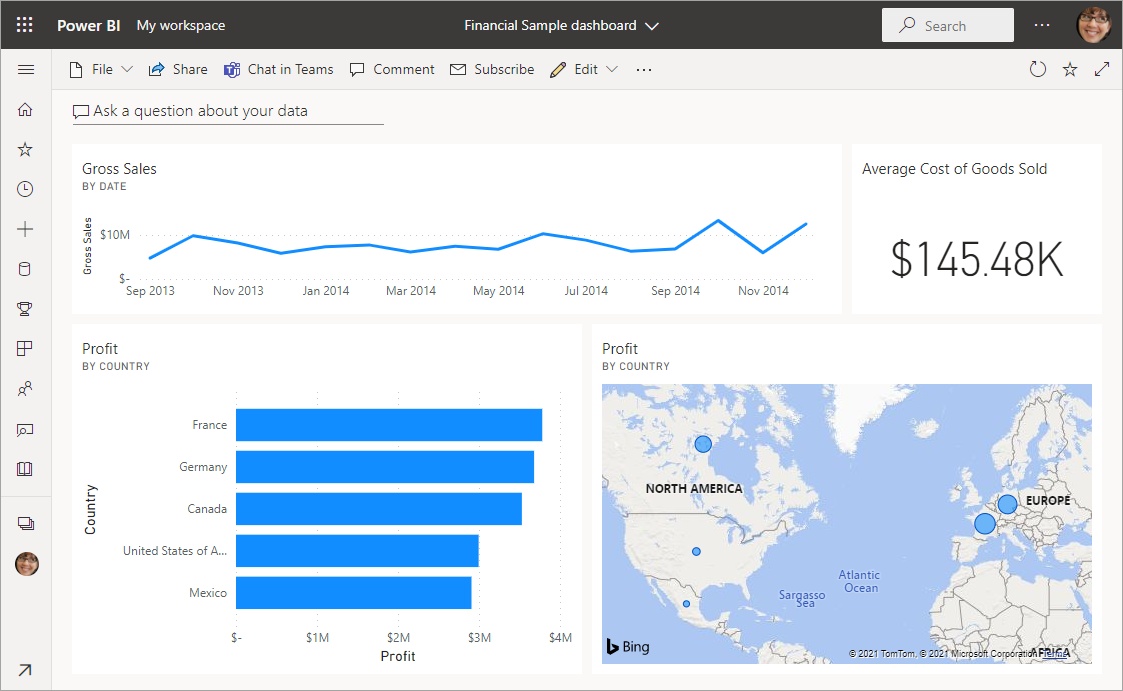 Power BI My workspace Financial Sample dashboard Search
File Share Chat in Teams Comment Subscribe Edit
Ask a question about your data
Gross Sales
BY DATE
Gross Sales
$10M
$-
Sep 2013 Nov 2013 Jan 2014 Mar 2014 May 2014 Jul 2014 Sep 2014 Nov 2014
Average Cost of Goods Sold
$145.48K
Profit
BY COUNTRY
Country
France
Germany
Canada
United States of A...
Mexico
$- $1M $2M $3M $4M
Profit
Profit
BY COUNTRY
NORTH AMERICA
EUROPE
Atlantic
Ocean
Sargasso
Sea
AFRICA
Bing
© 2021 TomTom, © 2021 Microsoft Corporation Terms